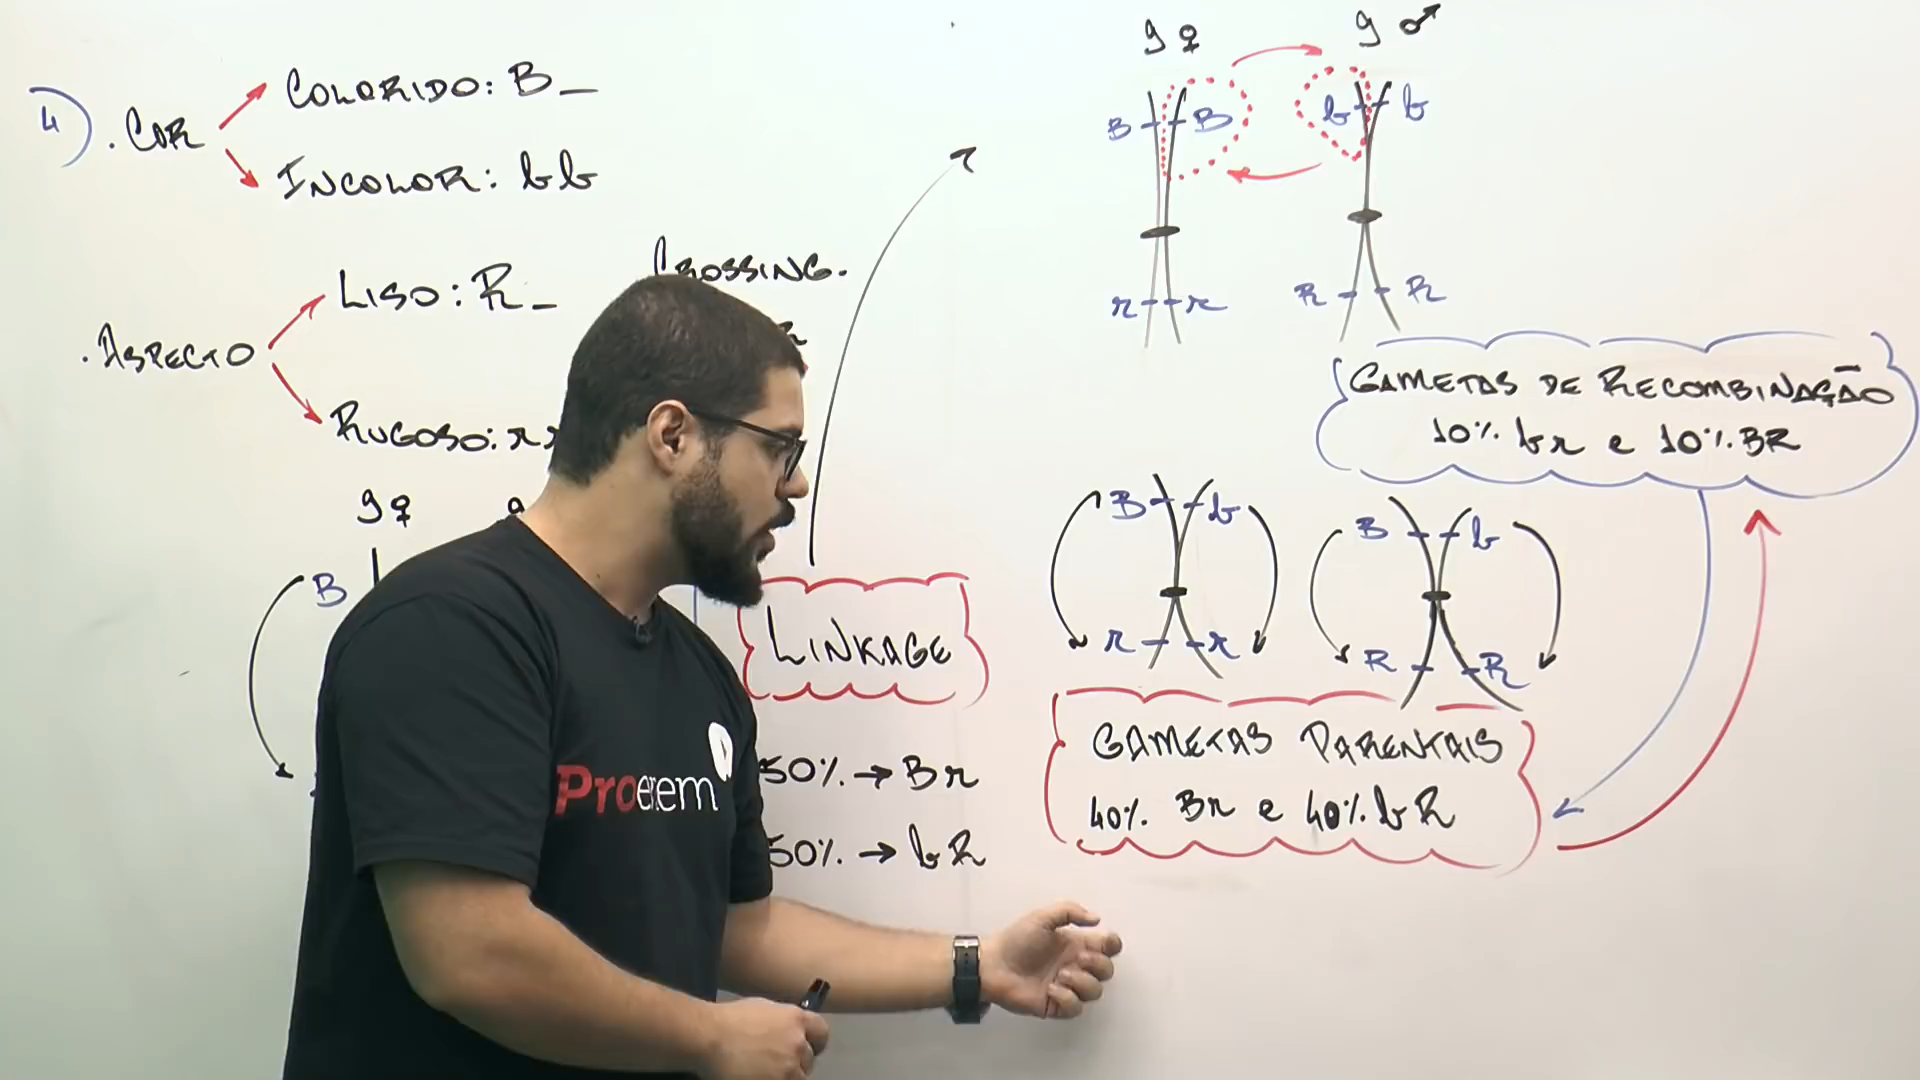 4) . COR
COLORIDO: B_
INCOLOR: bb
. ASPECTO
LISO: R_
RUGOSO: r
CROSSING.
g ♀
B
LINKAGE
50% → Br
50% → bR
Proenem
g ♀
g ♂
B B
b b
r r
R R
GAMETAS DE RECOMBINAÇÃO
10% br e 10% BR
B b
B b
r r
R R
GAMETAS PARENTAIS
40% Br e 40% bR